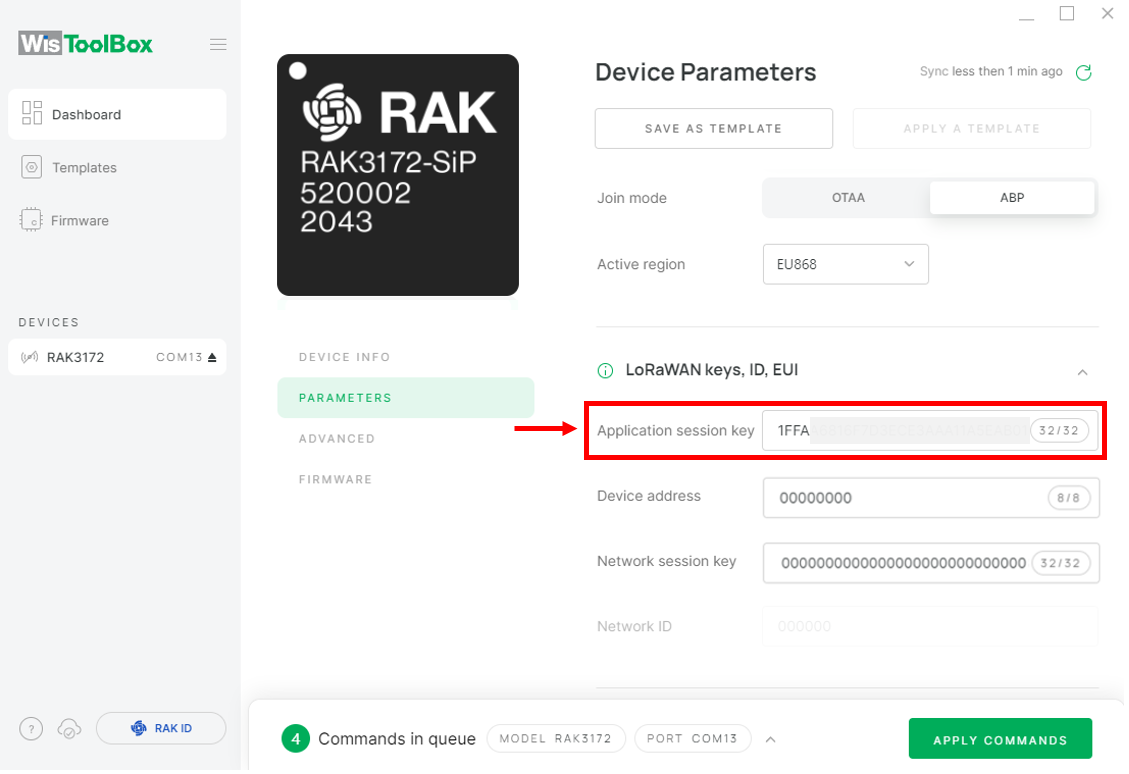 WisToolBox
Dashboard
Templates
Firmware
DEVICES
RAK3172 COM13
? RAK ID
RAK
RAK3172-SiP
520002
2043
DEVICE INFO
PARAMETERS
ADVANCED
FIRMWARE
Device Parameters Sync less then 1 min ago
SAVE AS TEMPLATE APPLY A TEMPLATE
Join mode OTAA ABP
Active region EU868
LoRaWAN keys, ID, EUI
Application session key 1FFA 32/32
Device address 00000000 8/8
Network session key 00000000000000000000000000000000 32/32
Network ID 000000
4 Commands in queue MODEL RAK3172 PORT COM13 APPLY COMMANDS